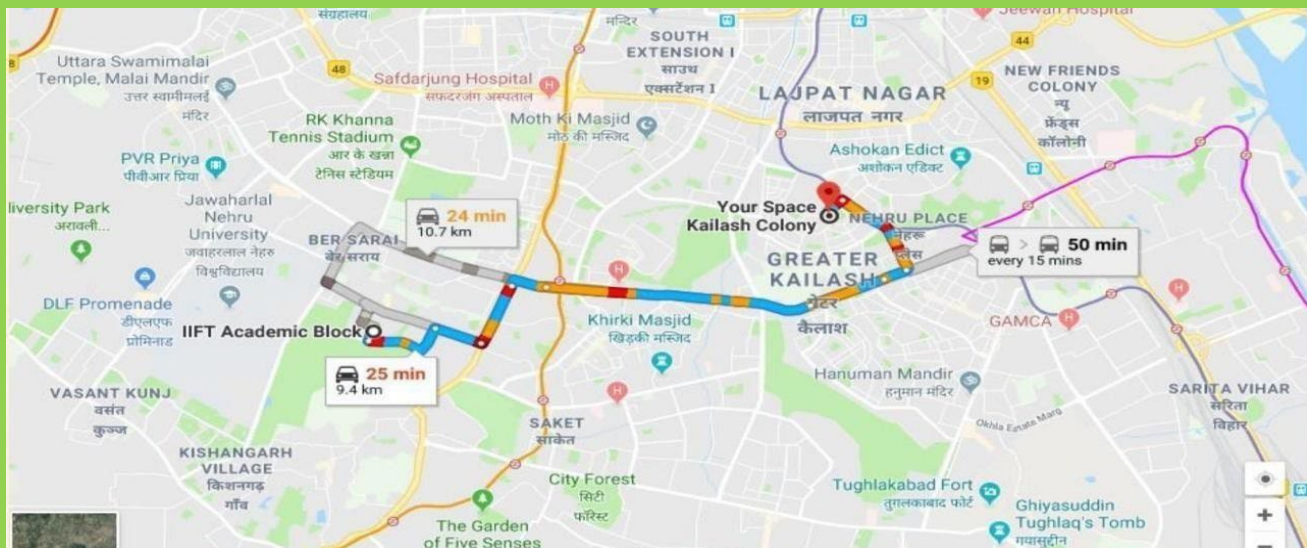 संग्रहालय
Uttara Swamimalai
Temple, Malai Mandir
उत्तर स्वामीमलई
मंदिर
48
Safdarjung Hospital
सफ़दरजंग अस्पताल
मन्दिर
SOUTH
EXTENSION I
साउथ
एक्सटेंशन I
Jeewan Hospital
44
19
NEW FRIENDS
COLONY
न्यू
फ्रेंड्स
कॉलोनी
LAJPAT NAGAR
लाजपत नगर
Moth Ki Masjid
मोठ की मस्जिद
RK Khanna
Tennis Stadium
आर के खन्ना
टेनिस स्टेडियम
Ashokan Edict
अशोकन एडिक्ट
PVR Priya
पीवीआर प्रिया
Jawaharlal
Nehru
University
जवाहरलाल नेहरु
विश्वविद्यालय
iversity Park
अरावली...
24 min
10.7 km
BER SARAI
बेर सराय
Your Space
Kailash Colony
NEHRU PLACE
नेहरू
प्लेस
50 min
every 15 mins
GREATER
KAILASH
ग्रेटर
कैलाश
DLF Promenade
डीएलएफ
प्रोमिनाड
IIFT Academic Block
Khirki Masjid
खिड़की मस्जिद
GAMCA
25 min
9.4 km
Hanuman Mandir
हनुमान मंदिर
VASANT KUNJ
वसंत
कुञ्ज
SARITA VIHAR
सरिता
विहार
Okhla Estate Marg
SAKET
साकेत
KISHANGARH
VILLAGE
किशनगढ़
गाँव
City Forest
सिटी
फॉरेस्ट
Tughlakabad Fort
तुगलकाबाद फोर्ट
The Garden
of Five Senses
Ghiyasuddin
Tughlaq's Tomb
गयासुद्दीन